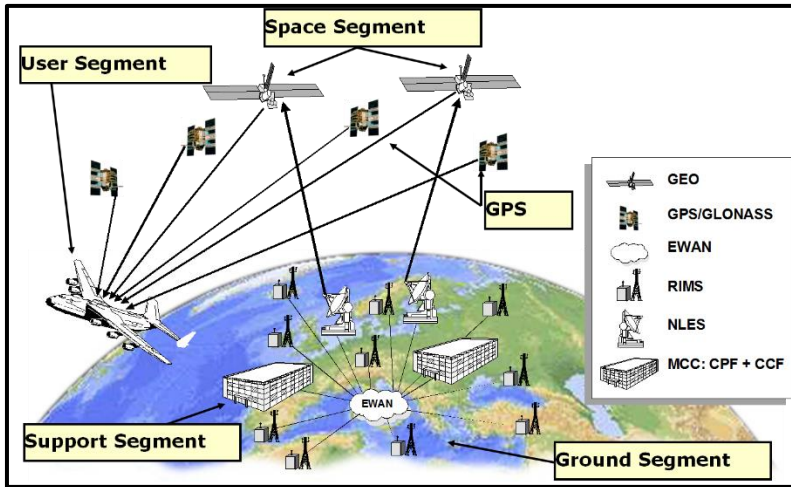 Space Segment
User Segment
GPS
GEO
GPS/GLONASS
EWAN
RIMS
NLES
MCC: CPF + CCF
EWAN
Support Segment
Ground Segment